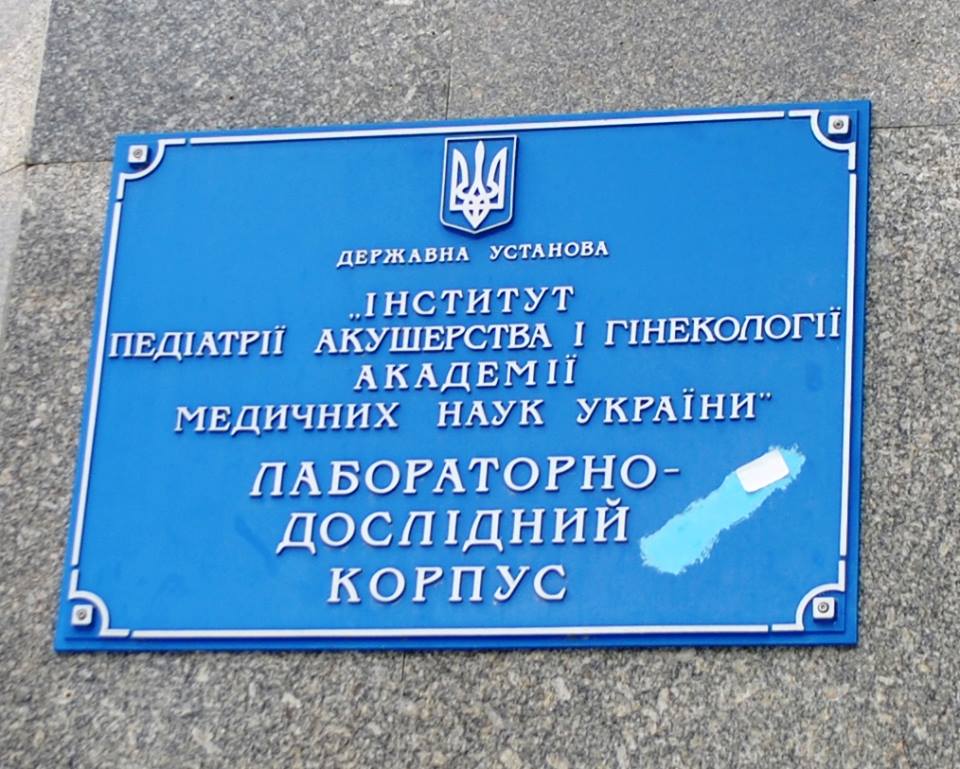 ДЕРЖАВНА УСТАНОВА
„ІНСТИТУТ
ПЕДІАТРІЇ АКУШЕРСТВА І ГІНЕКОЛОГІЇ
АКАДЕМІЇ
МЕДИЧНИХ НАУК УКРАЇНИ"
ЛАБОРАТОРНО-
ДОСЛІДНИЙ
КОРПУС